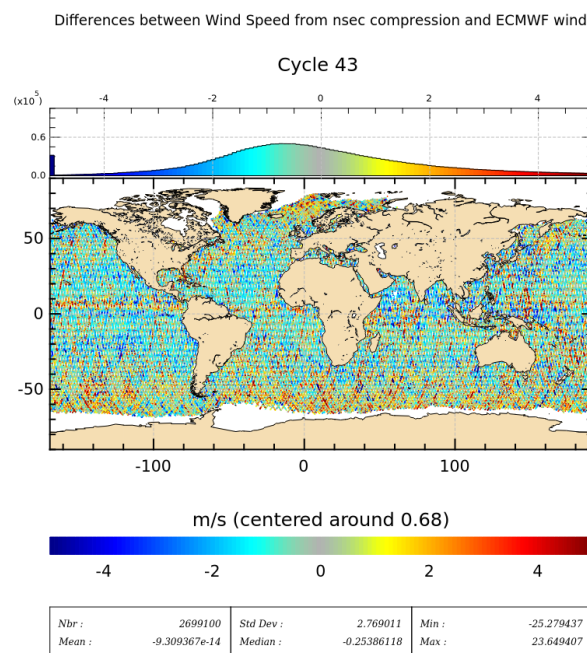 Differences between Wind Speed from nsec compression and ECMWF wind
Cycle 43
(x10⁵)
-4 -2 0 2 4
0.6
0.0
50
0
-50
-100 0 100
m/s (centered around 0.68)
-4 -2 0 2 4
Nbr : 2699100 Std Dev : 2.769011 Min : -25.279437
Mean : -9.309367e-14 Median : -0.25386118 Max : 23.649407